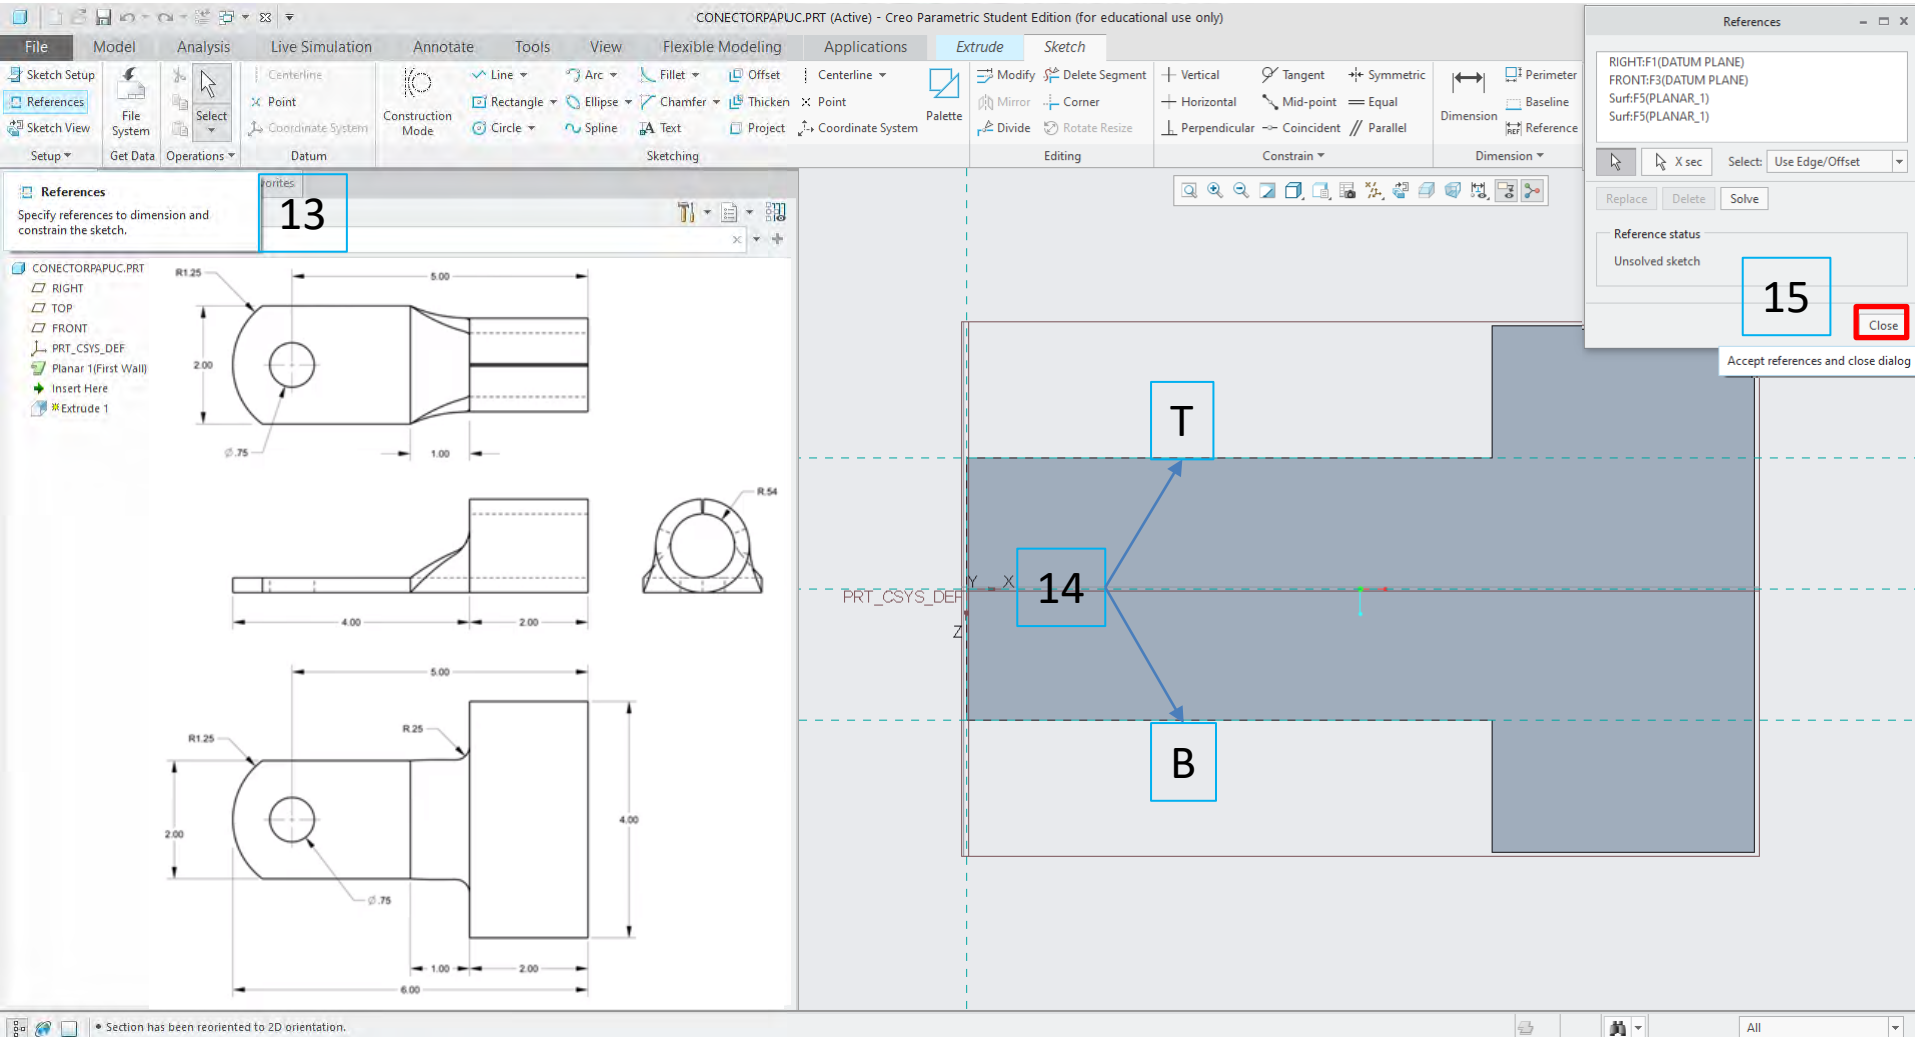 CONECTORPAPUC.PRT (Active) - Creo Parametric Student Edition (for educational use only)
File Model Analysis Live Simulation Annotate Tools View Flexible Modeling Applications Extrude Sketch
Sketch Setup
References
Sketch View
Setup
File System
Get Data
Select
Operations
Centerline
Point
Coordinate System
Datum
Construction Mode
Line
Rectangle
Circle
Arc
Ellipse
Spline
Fillet
Chamfer
Text
Offset
Thicken
Project
Centerline
Point
Coordinate System
Palette
Sketching
Modify
Mirror
Divide
Delete Segment
Corner
Rotate Resize
Editing
Vertical
Horizontal
Perpendicular
Tangent
Mid-point
Coincident
Symmetric
Equal
Parallel
Constrain
Dimension
Perimeter
Baseline
REF Reference
Dimension
References
RIGHT:F1(DATUM PLANE)
FRONT:F3(DATUM PLANE)
Surf:F5(PLANAR_1)
Surf:F5(PLANAR_1)
X sec
Select: Use Edge/Offset
Replace Delete Solve
Reference status
Unsolved sketch
15
Close
Accept references and close dialog
References
Specify references to dimension and
constrain the sketch.
13
CONECTORPAPUC.PRT
RIGHT
TOP
FRONT
PRT_CSYS_DEF
Planar 1(First Wall)
Insert Here
Extrude 1
R1.25
5.00
2.00
Ø.75
1.00
R.54
4.00
2.00
5.00
R1.25
R.25
2.00
4.00
Ø.75
1.00
2.00
6.00
T
14
B
Y X
PRT_CSYS_DEF
Z
Section has been reoriented to 2D orientation.
All